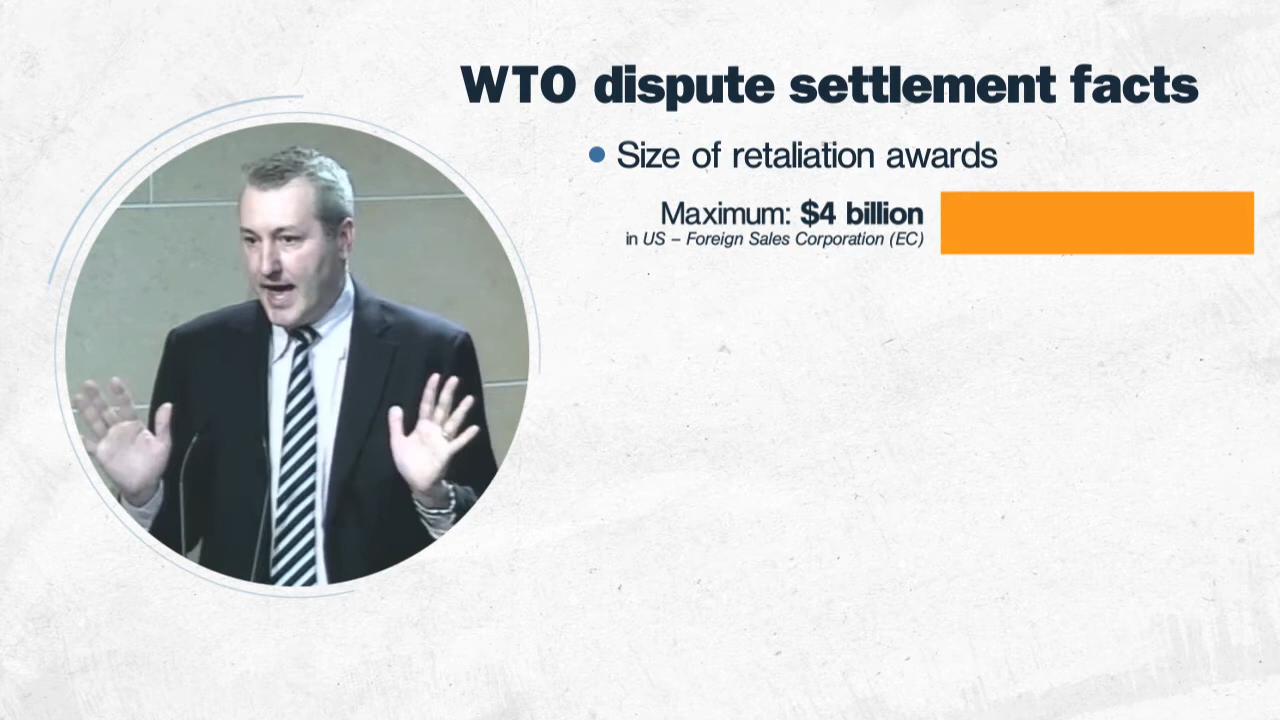 WTO dispute settlement facts
• Size of retaliation awards
Maximum: $4 billion
in US – Foreign Sales Corporation (EC)